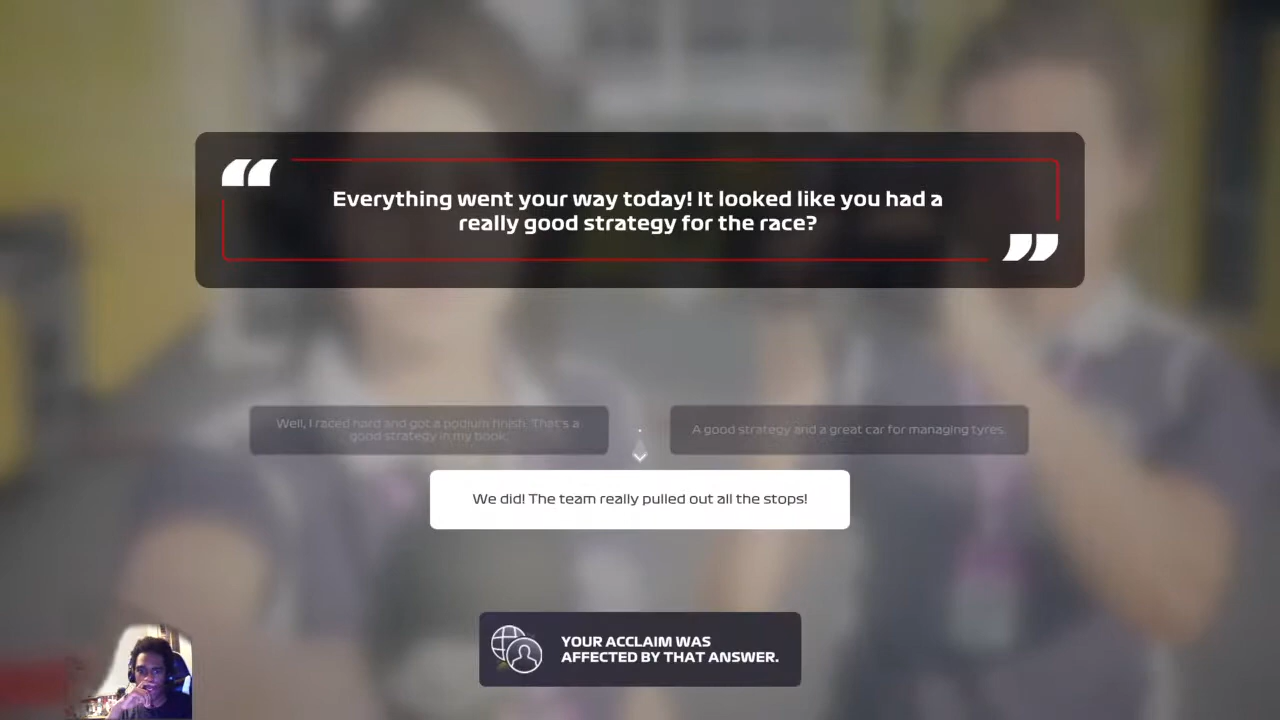 Everything went your way today! It looked like you had a
really good strategy for the race?
Well, I raced hard and got a podium finish. That's a
good strategy in my book.
A good strategy and a great car for managing tyres.
We did! The team really pulled out all the stops!
YOUR ACCLAIM WAS
AFFECTED BY THAT ANSWER.